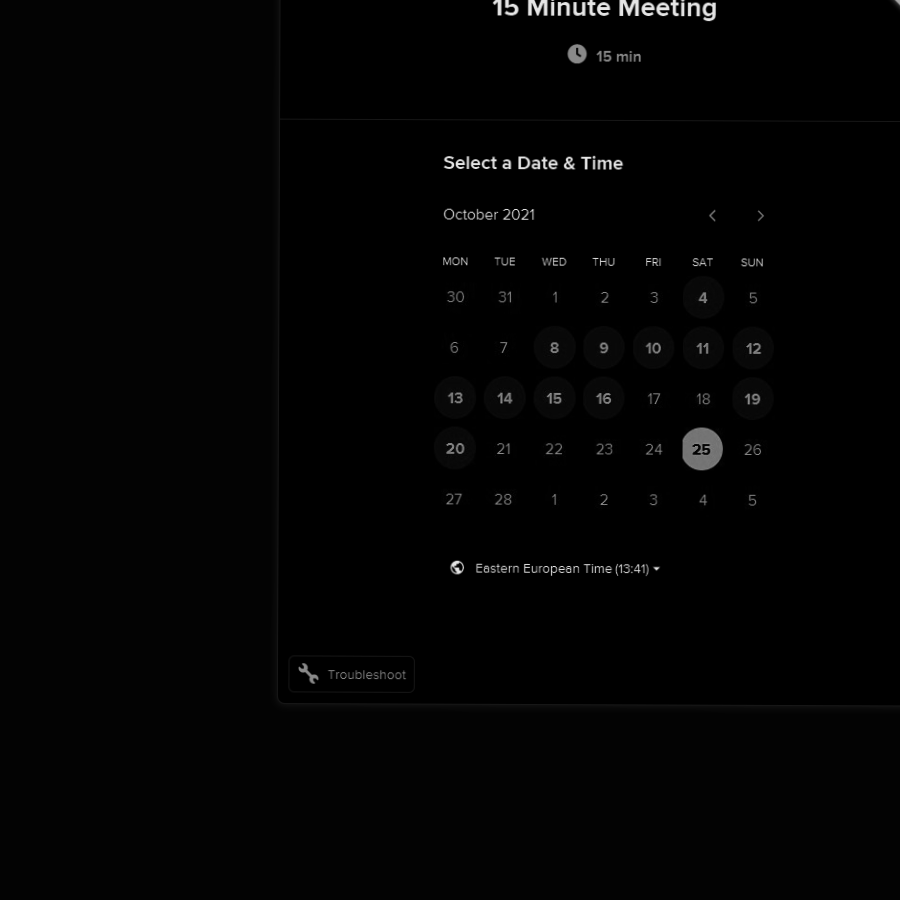 15 Minute Meeting
15 min
Select a Date & Time
October 2021
MON TUE WED THU FRI SAT SUN
30 31 1 2 3 4 5
6 7 8 9 10 11 12
13 14 15 16 17 18 19
20 21 22 23 24 25 26
27 28 1 2 3 4 5
Eastern European Time (13:41)
Troubleshoot